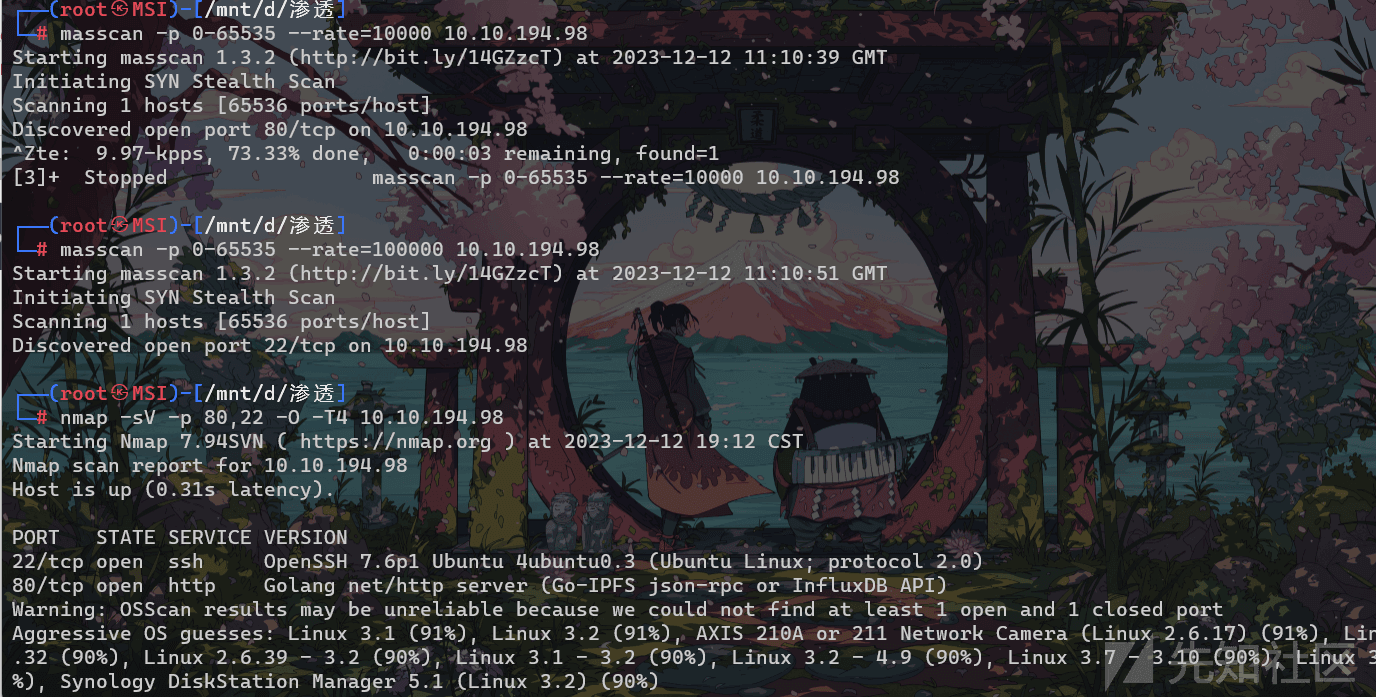 ┌──(root㉿MSI)-[/mnt/d/渗透]
└─# masscan -p 0-65535 --rate=10000 10.10.194.98
Starting masscan 1.3.2 (http://bit.ly/14GZzcT) at 2023-12-12 11:10:39 GMT
Initiating SYN Stealth Scan
Scanning 1 hosts [65536 ports/host]
Discovered open port 80/tcp on 10.10.194.98
^Zte:  9.97-kpps, 73.33% done,   0:00:03 remaining, found=1
[3]+  Stopped                 masscan -p 0-65535 --rate=10000 10.10.194.98
┌──(root㉿MSI)-[/mnt/d/渗透]
└─# masscan -p 0-65535 --rate=100000 10.10.194.98
Starting masscan 1.3.2 (http://bit.ly/14GZzcT) at 2023-12-12 11:10:51 GMT
Initiating SYN Stealth Scan
Scanning 1 hosts [65536 ports/host]
Discovered open port 22/tcp on 10.10.194.98
┌──(root㉿MSI)-[/mnt/d/渗透]
└─# nmap -sV -p 80,22 -O -T4 10.10.194.98
Starting Nmap 7.94SVN ( https://nmap.org ) at 2023-12-12 19:12 CST
Nmap scan report for 10.10.194.98
Host is up (0.31s latency).
PORT   STATE SERVICE VERSION
22/tcp open  ssh     OpenSSH 7.6p1 Ubuntu 4ubuntu0.3 (Ubuntu Linux; protocol 2.0)
80/tcp open  http    Golang net/http server (Go-IPFS json-rpc or InfluxDB API)
Warning: OSScan results may be unreliable because we could not find at least 1 open and 1 closed port
Aggressive OS guesses: Linux 3.1 (91%), Linux 3.2 (91%), AXIS 210A or 211 Network Camera (Linux 2.6.17) (91%), Lin
.32 (90%), Linux 2.6.39 - 3.2 (90%), Linux 3.1 - 3.2 (90%), Linux 3.2 - 4.9 (90%), Linux 3.7 - 3.10 (90%), Linux 3
%), Synology DiskStation Manager 5.1 (Linux 3.2) (90%)
先知社区